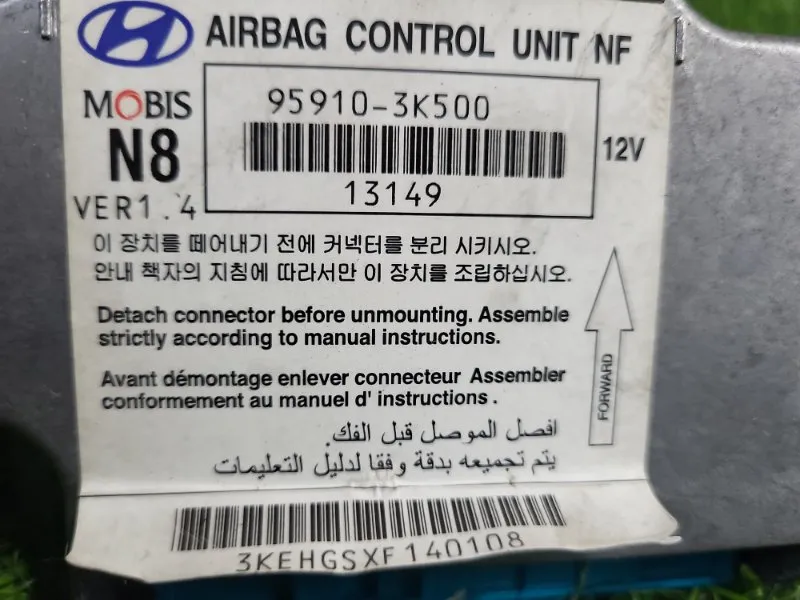 AIRBAG CONTROL UNIT NF
MOBIS
95910-3K500
N8
12V
13149
VER1.4
이 장치를 떼어내기 전에 커넥터를 분리 시키시오.
안내 책자의 지침에 따라서만 이 장치를 조립하십시오.
Detach connector before unmounting. Assemble
strictly according to manual instructions.
FORWARD
Avant démontage enlever connecteur Assembler
conformement au manuel d' instructions .
افصل الموصل قبل الفك.
يتم تجميعه بدقة وفقا لدليل التعليمات
3KEHGSXF140108